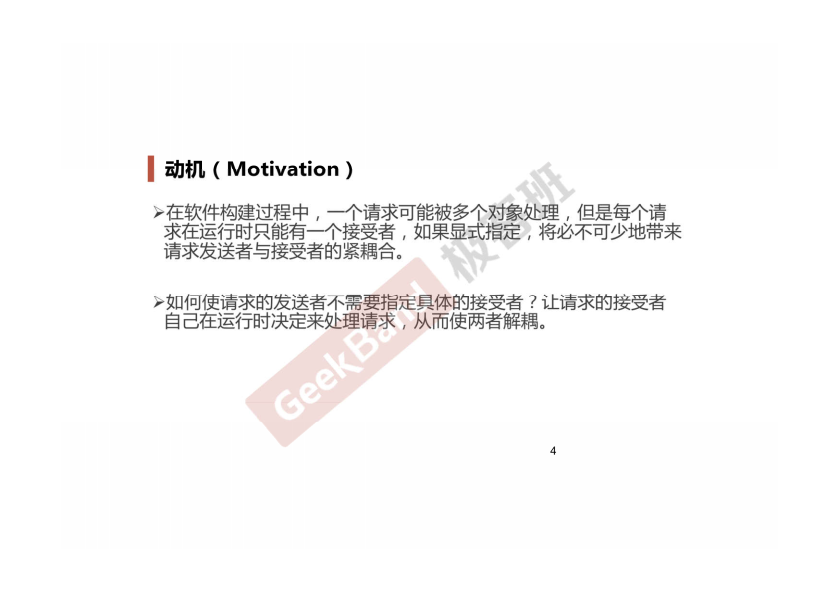 动机（Motivation）
➢在软件构建过程中，一个请求可能被多个对象处理，但是每个请
求在运行时只能有一个接受者，如果显式指定，将必不可少地带来
请求发送者与接受者的紧耦合。
➢如何使请求的发送者不需要指定具体的接受者？让请求的接受者
自己在运行时决定来处理请求，从而使两者解耦。
GeekBand 极客班
4